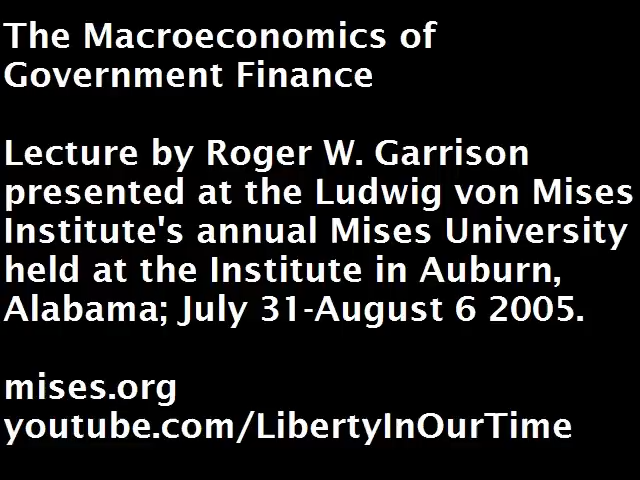 The Macroeconomics of
Government Finance
Lecture by Roger W. Garrison
presented at the Ludwig von Mises
Institute's annual Mises University
held at the Institute in Auburn,
Alabama; July 31-August 6 2005.
mises.org
youtube.com/LibertyInOurTime